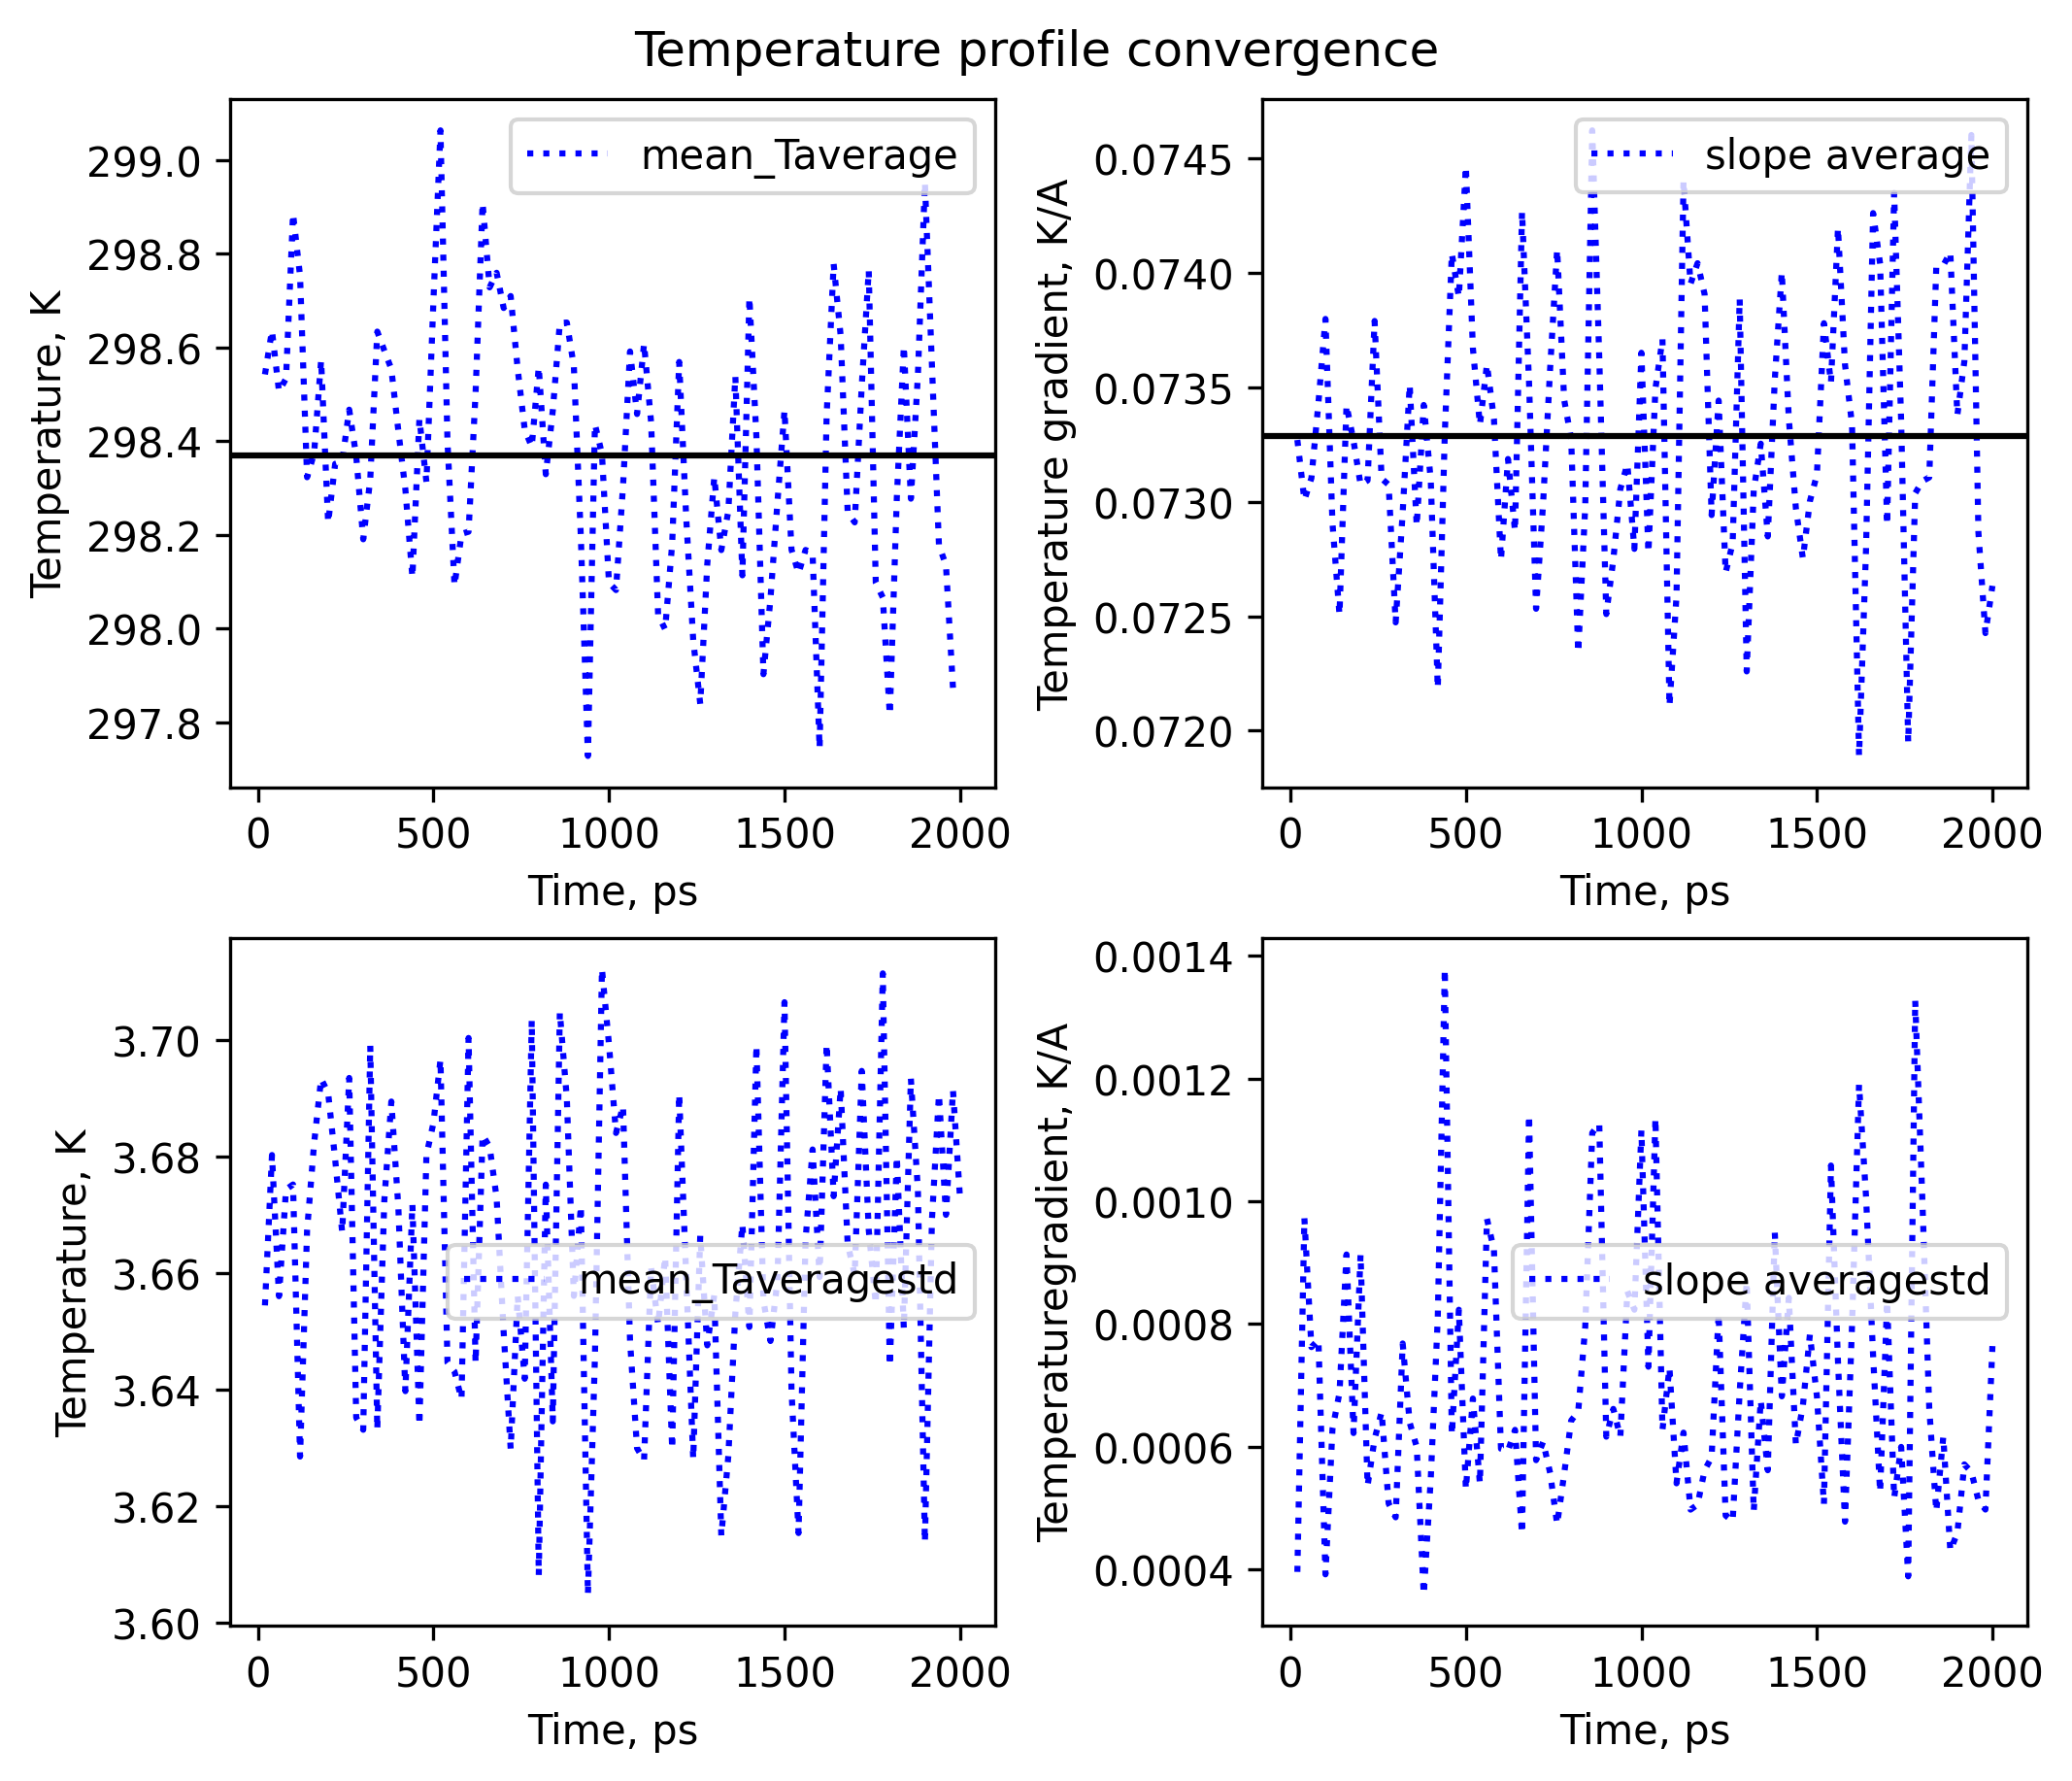 Temperature profile convergence
mean_Taverage
299.0
298.8
298.6
298.4
298.2
298.0
297.8
Temperature, K
0 500 1000 1500 2000
Time, ps
slope average
0.0745
0.0740
0.0735
0.0730
0.0725
0.0720
Temperature gradient, K/A
0 500 1000 1500 2000
Time, ps
3.70
3.68
3.66
3.64
3.62
3.60
Temperature, K
mean_Taveragestd
0 500 1000 1500 2000
Time, ps
0.0014
0.0012
0.0010
0.0008
0.0006
0.0004
Temperaturegradient, K/A
slope averagestd
0 500 1000 1500 2000
Time, ps